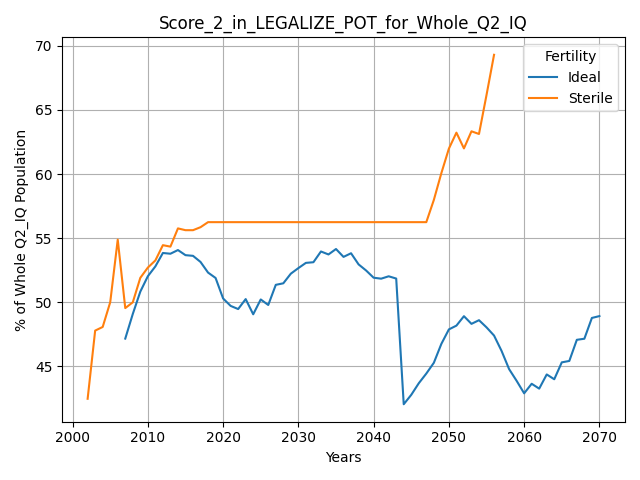 Score_2_in_LEGALIZE_POT_for_Whole_Q2_IQ
% of Whole Q2_IQ Population
70
65
60
55
50
45
Fertility
Ideal
Sterile
2000 2010 2020 2030 2040 2050 2060 2070
Years